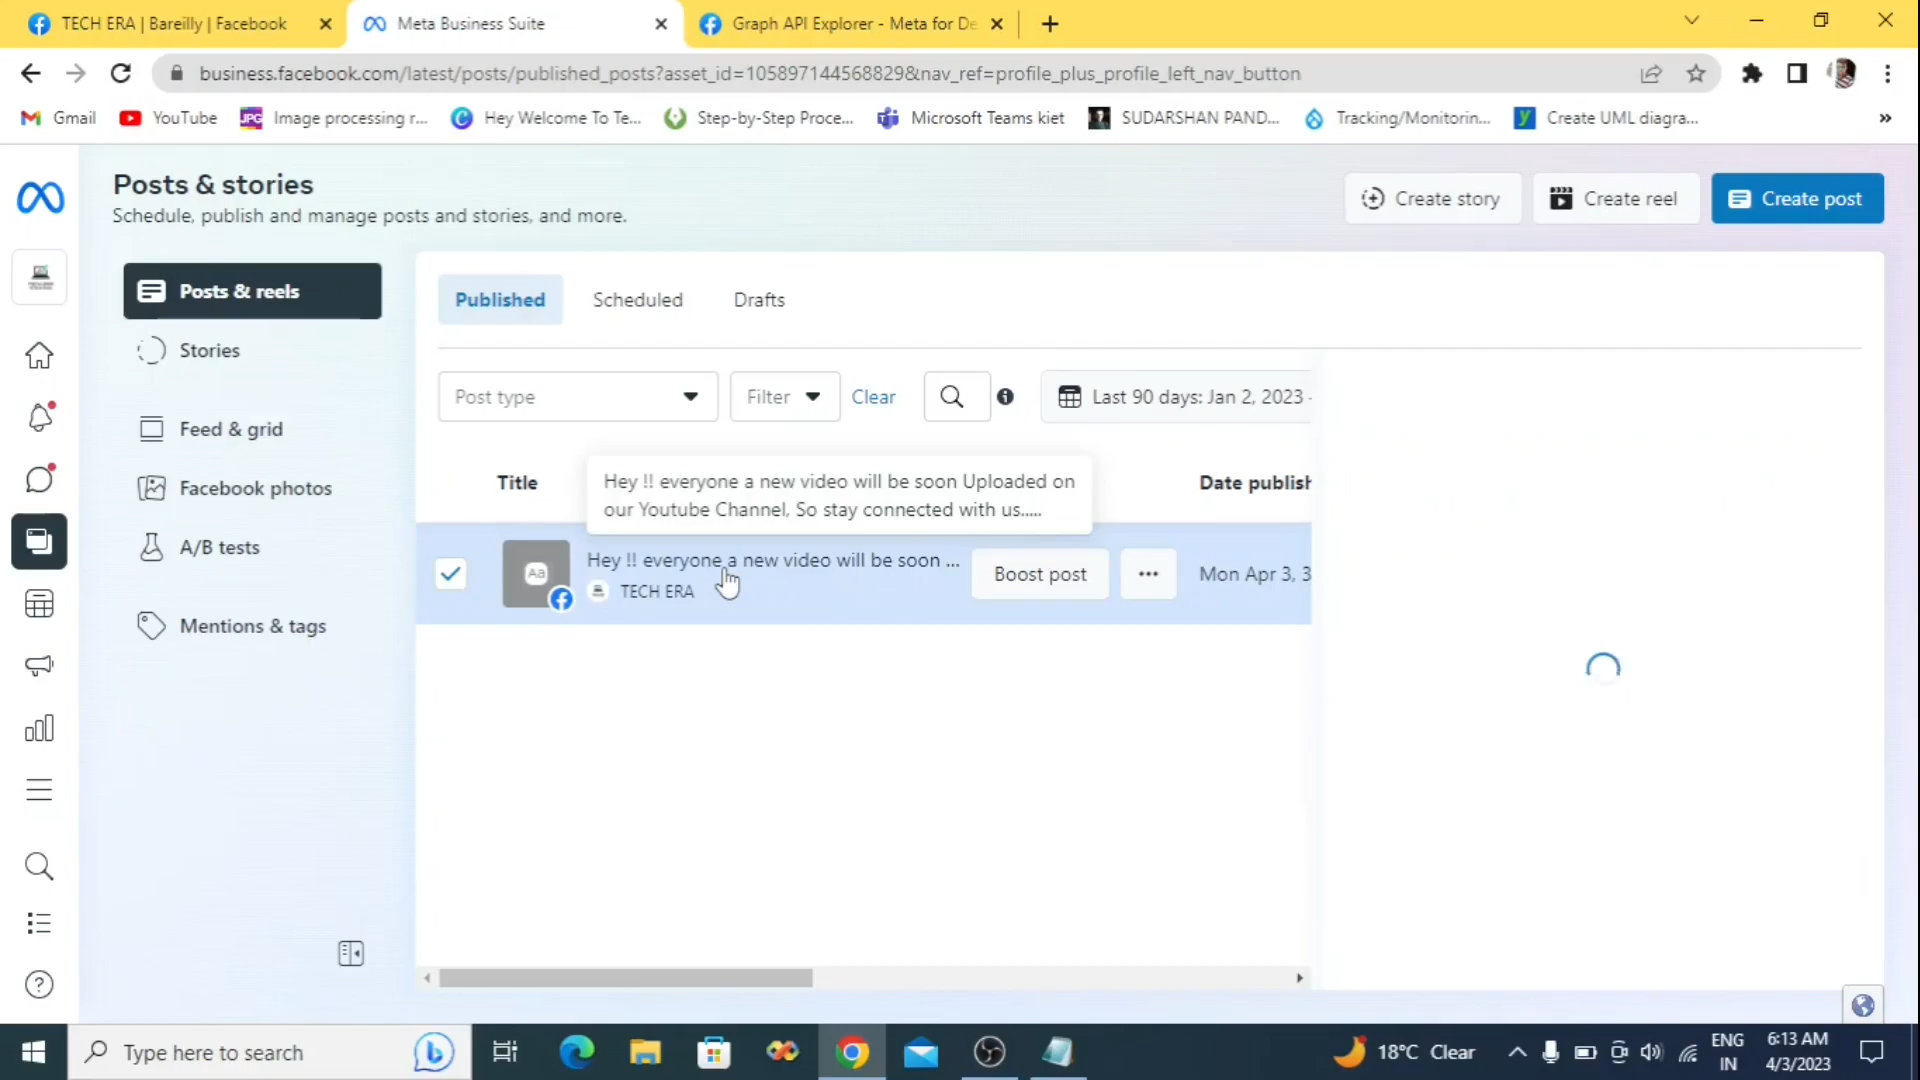 TECH ERA | Bareilly | Facebook
Meta Business Suite
Graph API Explorer - Meta for De
business.facebook.com/latest/posts/published_posts?asset_id=105897144568829&nav_ref=profile_plus_profile_left_nav_button
Gmail
YouTube
JPG
Image processing r...
Hey Welcome To Te...
Step-by-Step Proce...
Microsoft Teams kiet
SUDARSHAN PAND...
Tracking/Monitorin...
Create UML diagra...
»
Posts & stories
Schedule, publish and manage posts and stories, and more.
Create story
Create reel
Create post
Posts & reels
Stories
Feed & grid
Facebook photos
A/B tests
Mentions & tags
Published
Scheduled
Drafts
Post type
Filter
Clear
Last 90 days: Jan 2, 2023 -
Title
Hey !! everyone a new video will be soon Uploaded on
our Youtube Channel, So stay connected with us.....
Date publish
Aa
Hey !! everyone a new video will be soon ...
TECH ERA
Boost post
Mon Apr 3, 3
Type here to search
18°C Clear
ENG
IN
6:13 AM
4/3/2023